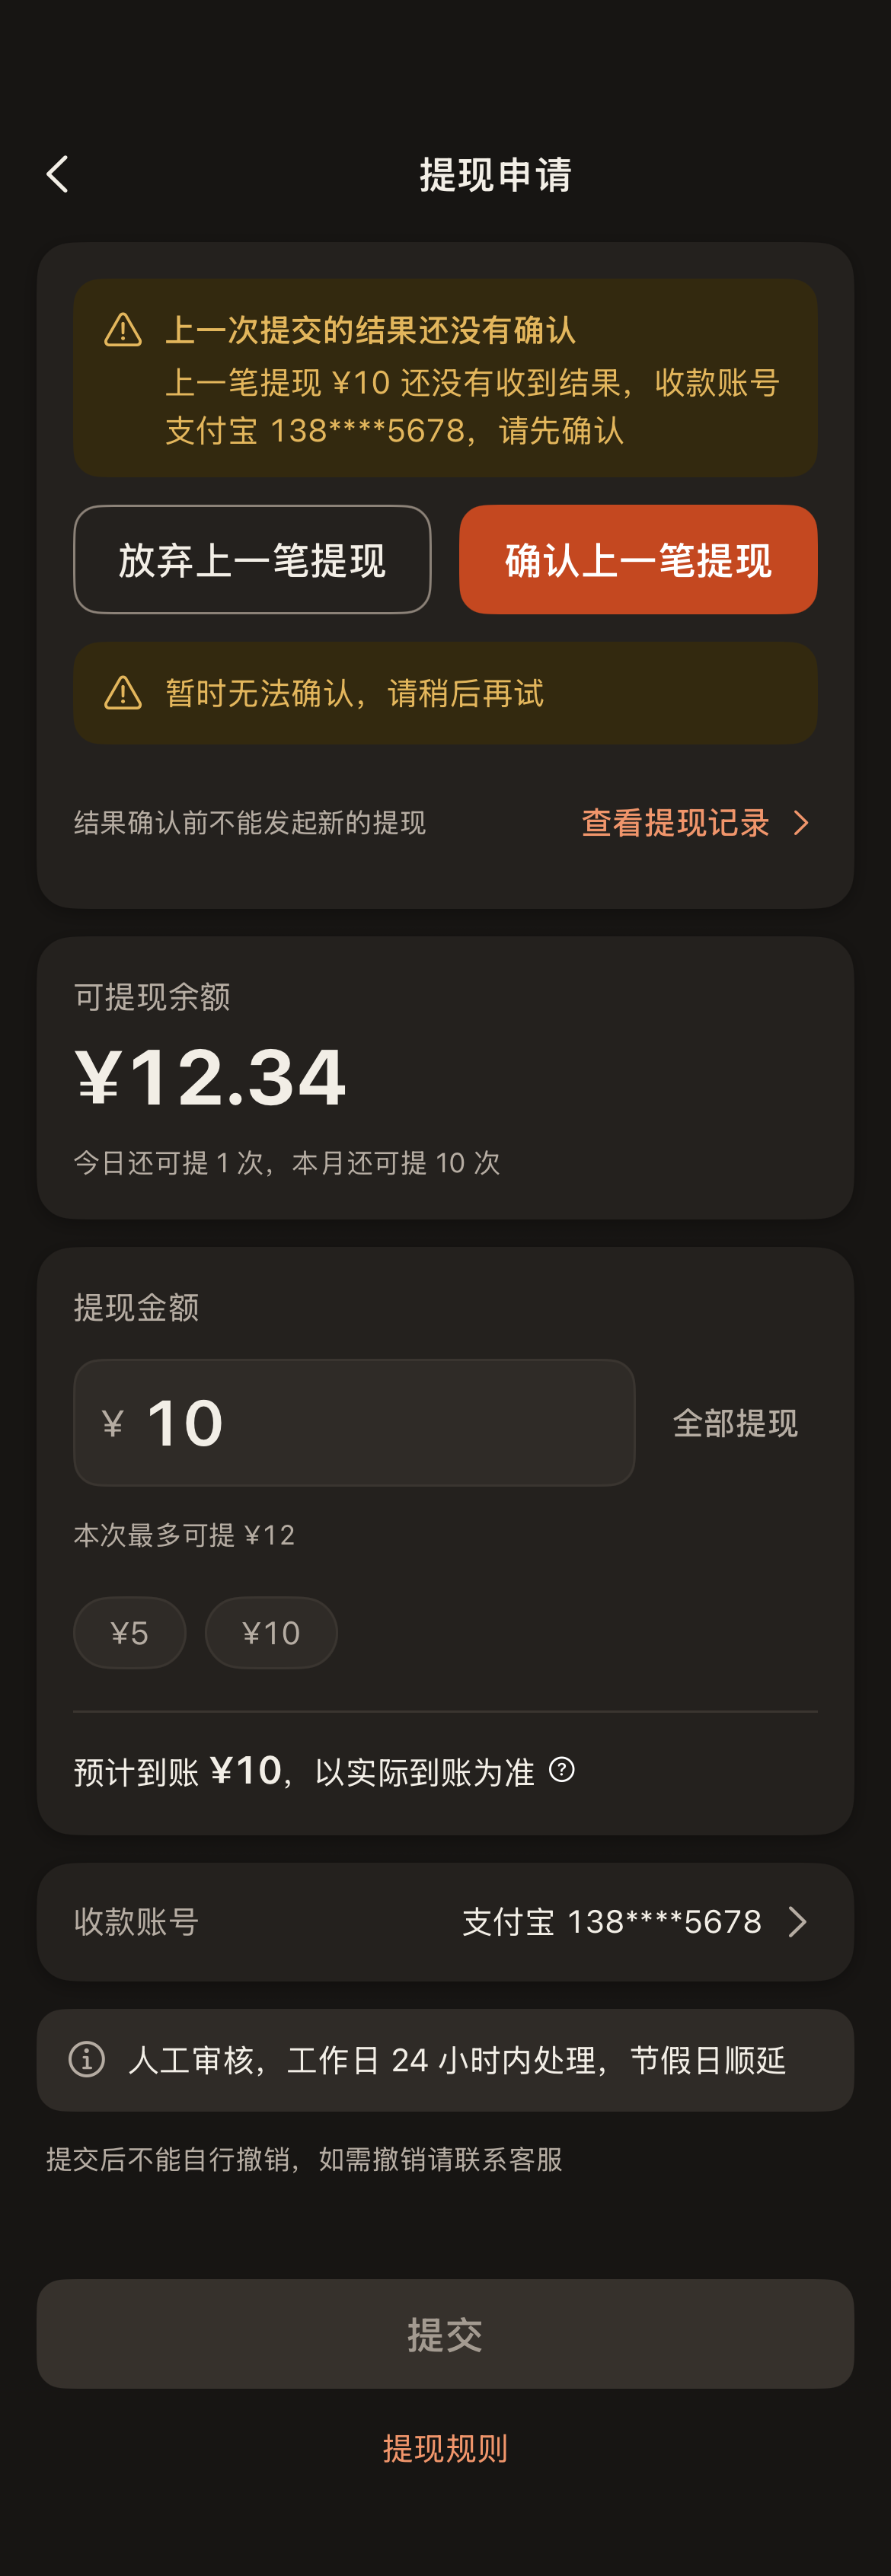 提现申请
上一次提交的结果还没有确认
上一笔提现 ¥10 还没有收到结果，收款账号
支付宝 138****5678，请先确认
放弃上一笔提现
确认上一笔提现
暂时无法确认，请稍后再试
结果确认前不能发起新的提现
查看提现记录
可提现余额
¥12.34
今日还可提 1 次，本月还可提 10 次
提现金额
¥ 10
全部提现
本次最多可提 ¥12
¥5
¥10
预计到账 ¥10，以实际到账为准
收款账号
支付宝 138****5678
人工审核，工作日 24 小时内处理，节假日顺延
提交后不能自行撤销，如需撤销请联系客服
提交
提现规则